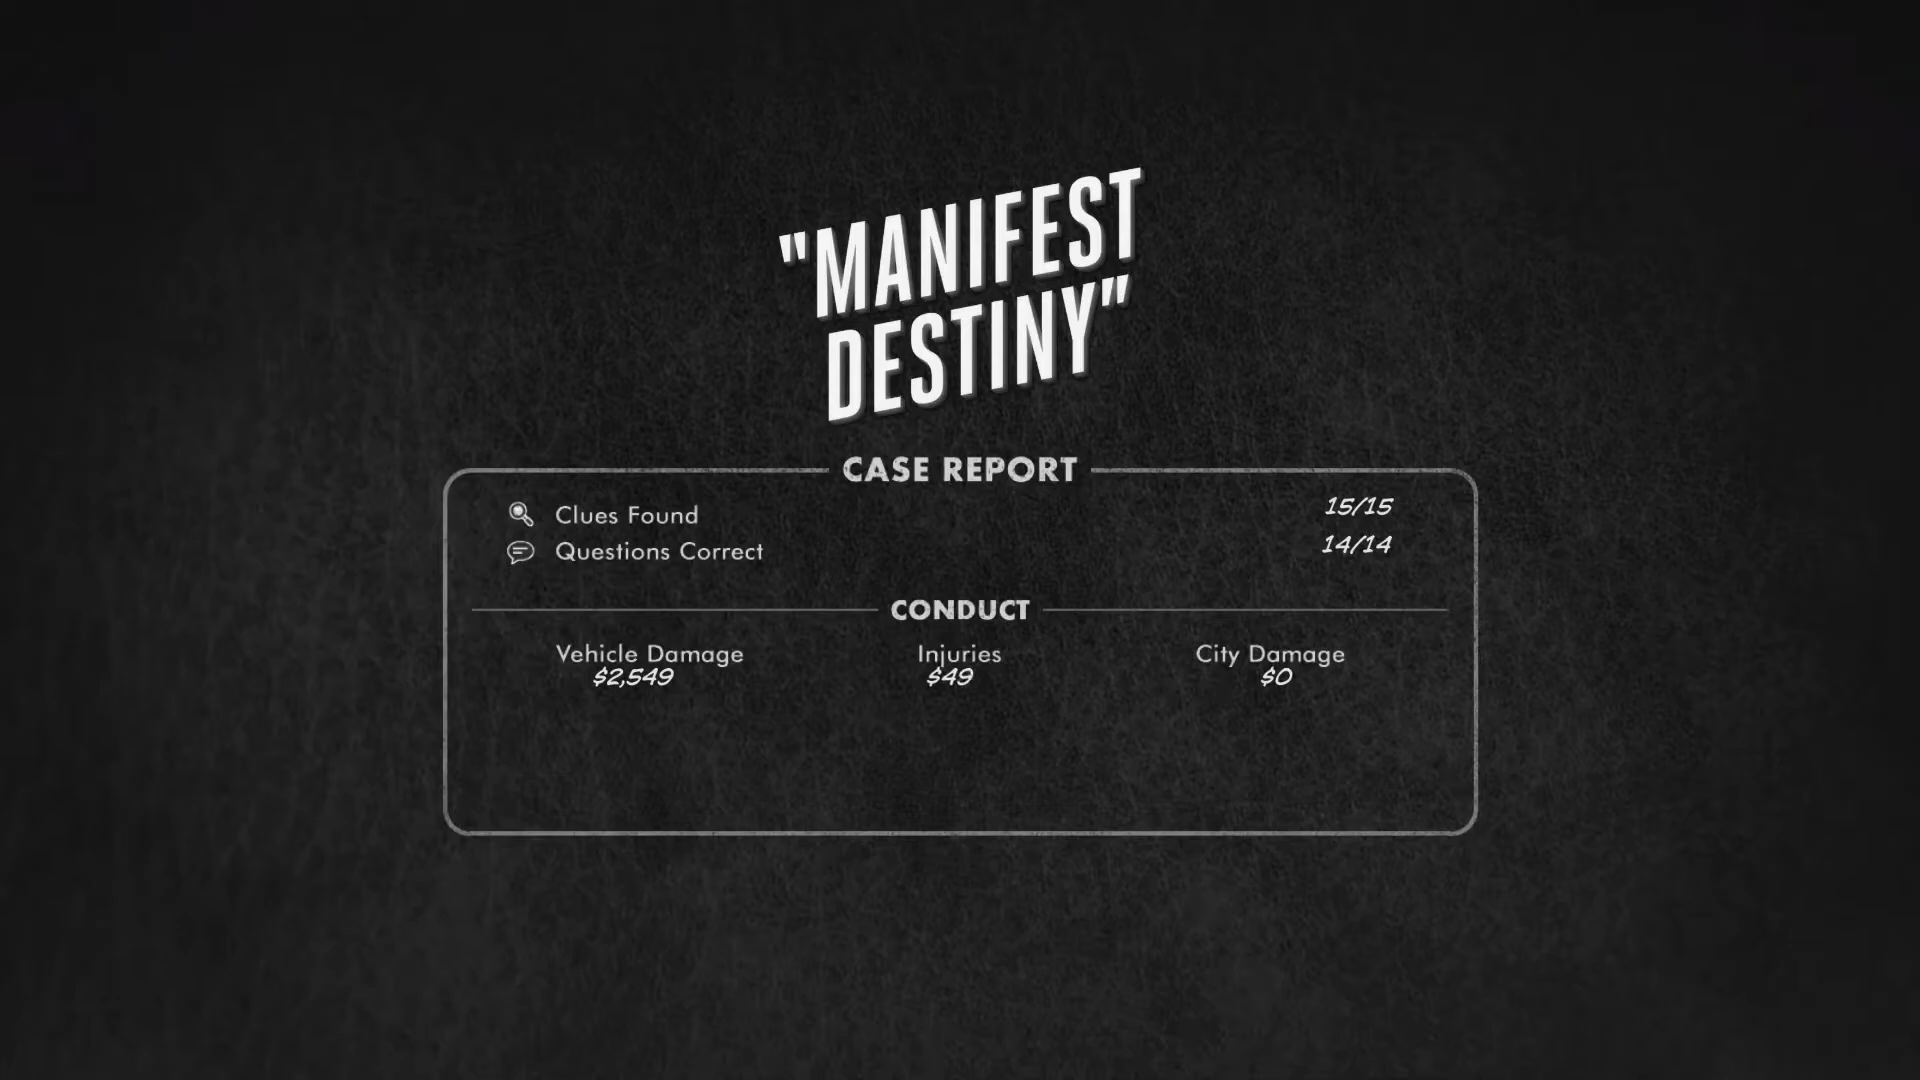 "MANIFEST
DESTINY"
CASE REPORT
Clues Found 15/15
Questions Correct 14/14
CONDUCT
Vehicle Damage Injuries City Damage
$2,549 $49 $0